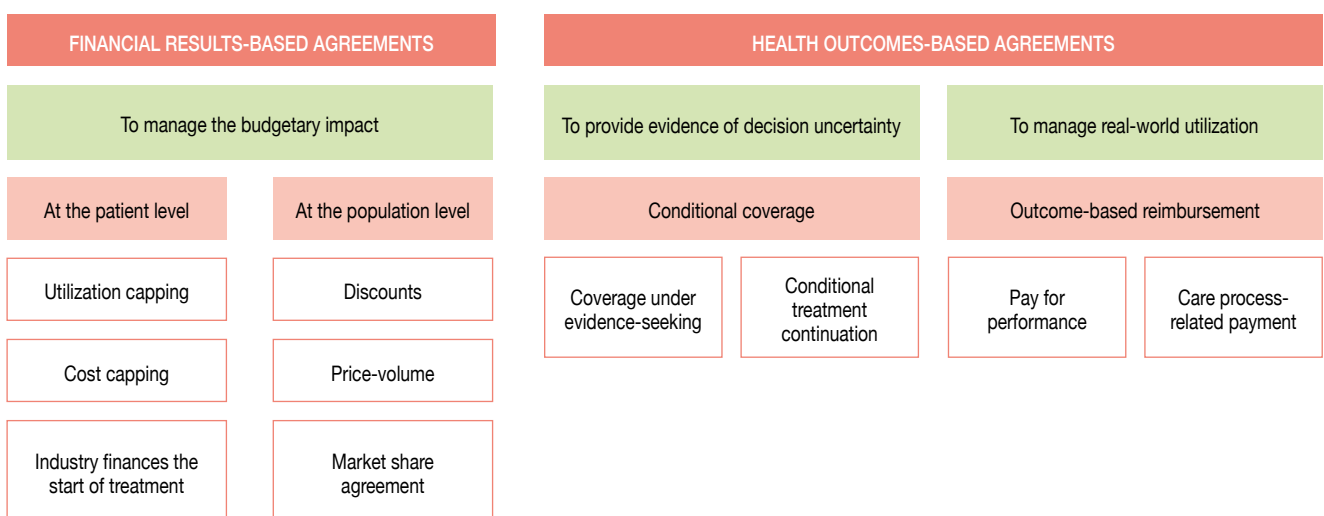 FINANCIAL RESULTS-BASED AGREEMENTS
To manage the budgetary impact
At the patient level
Utilization capping
Cost capping
Industry finances the
start of treatment
At the population level
Discounts
Price-volume
Market share
agreement
HEALTH OUTCOMES-BASED AGREEMENTS
To provide evidence of decision uncertainty
Conditional coverage
Coverage under
evidence-seeking
Conditional
treatment
continuation
To manage real-world utilization
Outcome-based reimbursement
Pay for
performance
Care process-
related payment